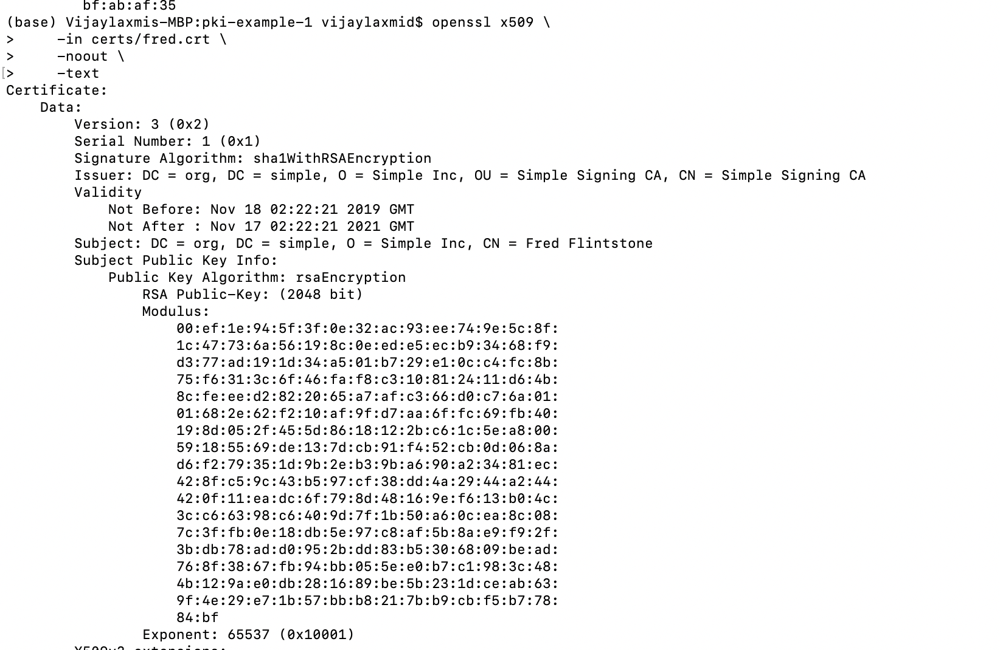 bf:ab:af:35
(base) Vijaylaxmis-MBP:pki-example-1 vijaylaxmid$ openssl x509 \
>     -in certs/fred.crt \
>     -noout \
[>     -text
Certificate:
    Data:
        Version: 3 (0x2)
        Serial Number: 1 (0x1)
        Signature Algorithm: sha1WithRSAEncryption
        Issuer: DC = org, DC = simple, O = Simple Inc, OU = Simple Signing CA, CN = Simple Signing CA
        Validity
            Not Before: Nov 18 02:22:21 2019 GMT
            Not After : Nov 17 02:22:21 2021 GMT
        Subject: DC = org, DC = simple, O = Simple Inc, CN = Fred Flintstone
        Subject Public Key Info:
            Public Key Algorithm: rsaEncryption
                RSA Public-Key: (2048 bit)
                Modulus:
                    00:ef:1e:94:5f:3f:0e:32:ac:93:ee:74:9e:5c:8f:
                    1c:47:73:6a:56:19:8c:0e:ed:e5:ec:b9:34:68:f9:
                    d3:77:ad:19:1d:34:a5:01:b7:29:e1:0c:c4:fc:8b:
                    75:f6:31:3c:6f:46:fa:f8:c3:10:81:24:11:d6:4b:
                    8c:fe:ee:d2:82:20:65:a7:af:c3:66:d0:c7:6a:01:
                    01:68:2e:62:f2:10:af:9f:d7:aa:6f:fc:69:fb:40:
                    19:8d:05:2f:45:5d:86:18:12:2b:c6:1c:5e:a8:00:
                    59:18:55:69:de:13:7d:cb:91:f4:52:cb:0d:06:8a:
                    d6:f2:79:35:1d:9b:2e:b3:9b:a6:90:a2:34:81:ec:
                    42:8f:c5:9c:43:b5:97:cf:38:dd:4a:29:44:a2:44:
                    42:0f:11:ea:dc:6f:79:8d:48:16:9e:f6:13:b0:4c:
                    3c:c6:63:98:c6:40:9d:7f:1b:50:a6:0c:ea:8c:08:
                    7c:3f:fb:0e:18:db:5e:97:c8:af:5b:8a:e9:f9:2f:
                    3b:db:78:ad:d0:95:2b:dd:83:b5:30:68:09:be:ad:
                    76:8f:38:67:fb:94:bb:05:5e:e0:b7:c1:98:3c:48:
                    4b:12:9a:e0:db:28:16:89:be:5b:23:1d:ce:ab:63:
                    9f:4e:29:e7:1b:57:bb:b8:21:7b:b9:cb:f5:b7:78:
                    84:bf
                Exponent: 65537 (0x10001)
        X509v3 extensions: